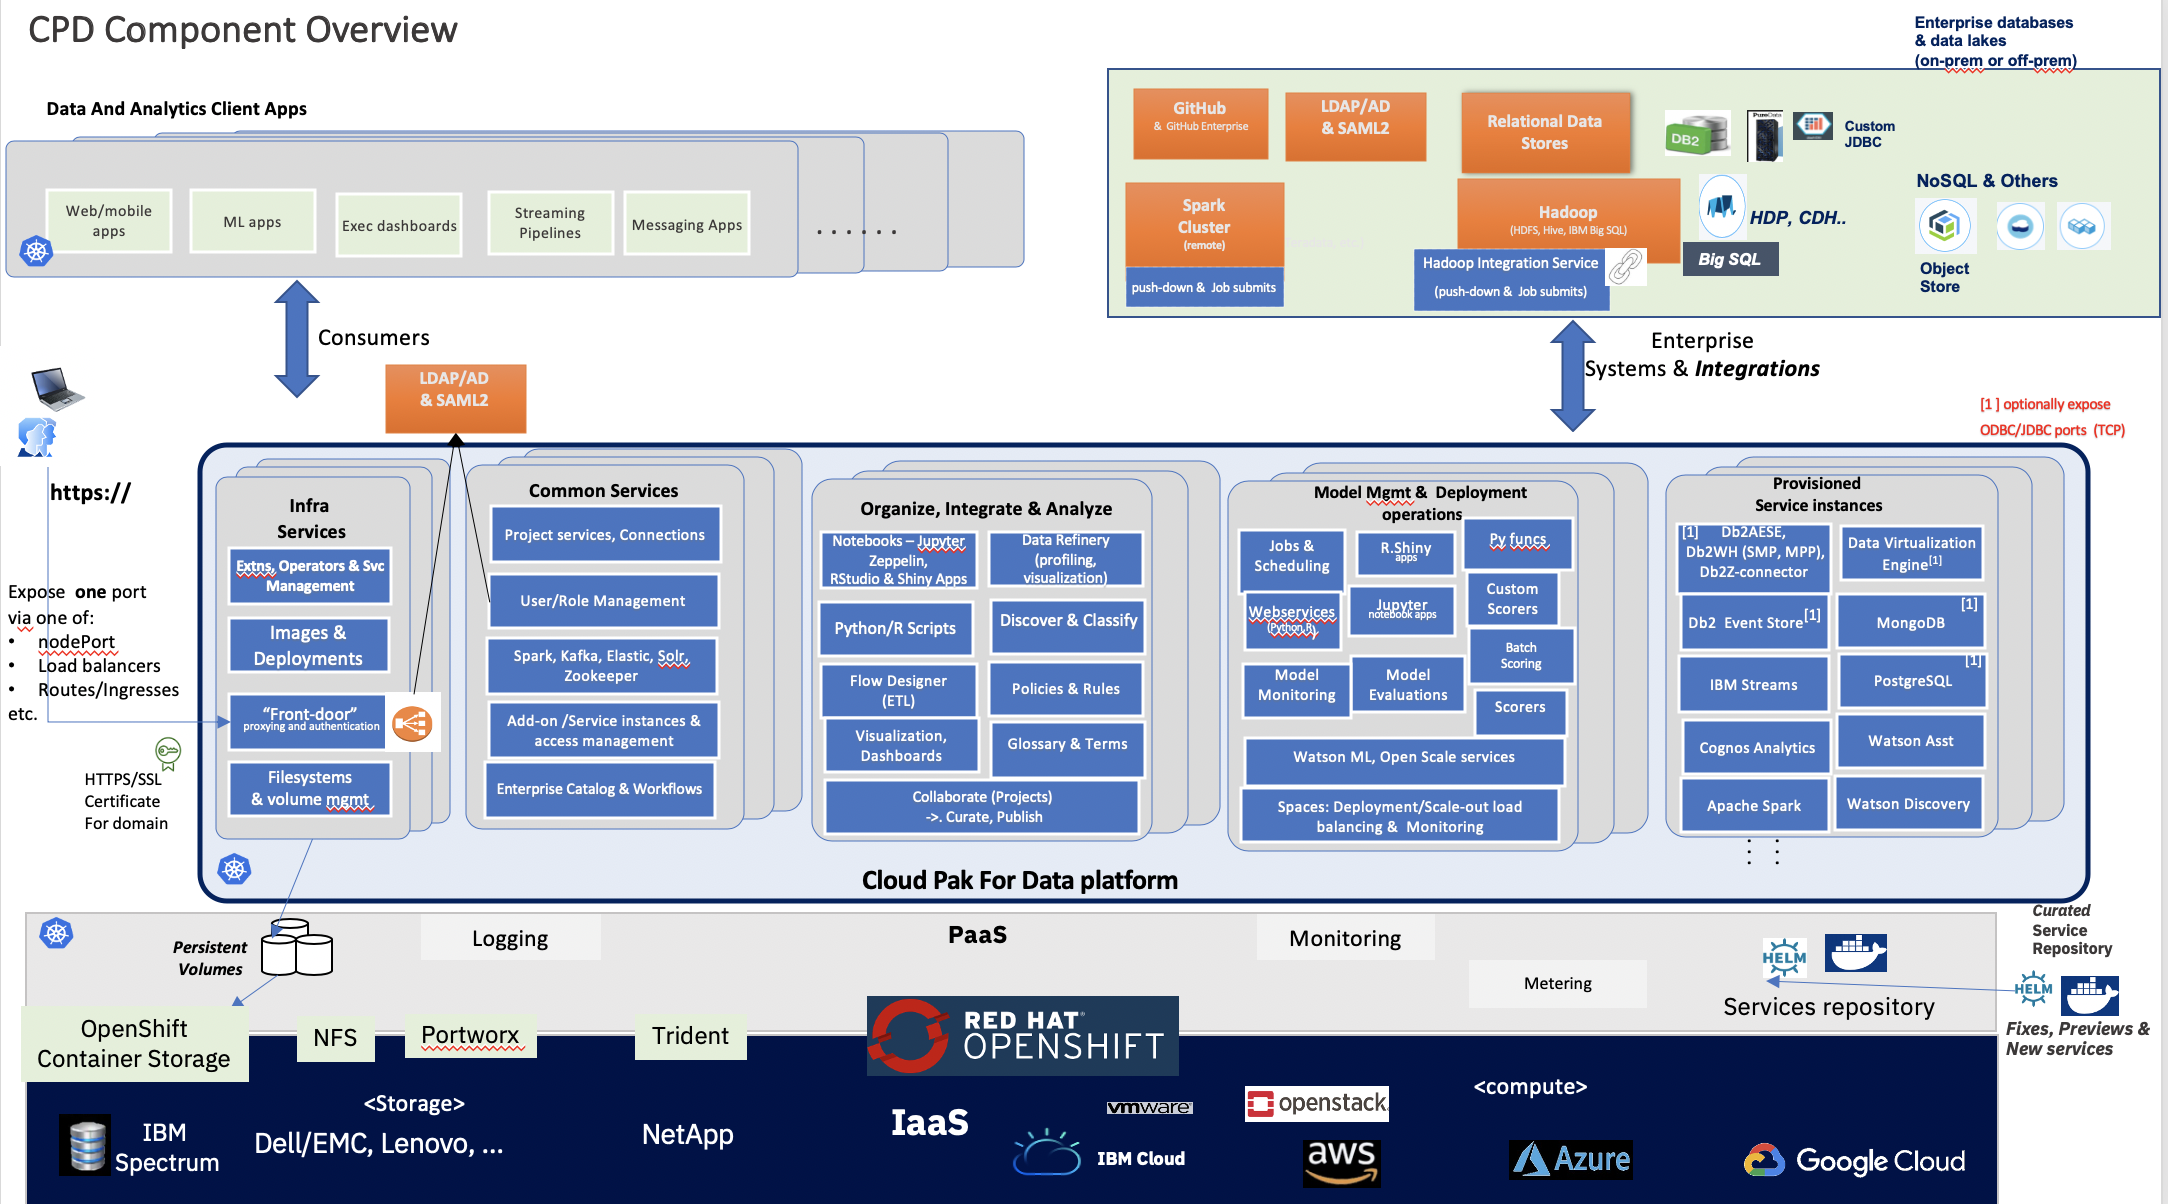 CPD Component Overview
Enterprise databases
& data lakes
(on-prem or off-prem)
Data And Analytics Client Apps
Web/mobile
apps
ML apps
Exec dashboards
Streaming
Pipelines
Messaging Apps
. . . . . .
GitHub
& GitHub Enterprise
LDAP/AD
& SAML2
Relational Data
Stores
DB2
PureData
Custom
JDBC
Spark
Cluster
(remote)
push-down & Job submits
Hadoop
(HDFS, Hive, IBM Big SQL)
Hadoop Integration Service
(push-down & Job submits)
HDP, CDH..
Big SQL
NoSQL & Others
Object
Store
Consumers
Enterprise
Systems & Integrations
LDAP/AD
& SAML2
[1 ] optionally expose
ODBC/JDBC ports (TCP)
https://
Expose one port
via one of:
• nodePort
• Load balancers
• Routes/Ingresses
etc.
HTTPS/SSL
Certificate
For domain
Infra
Services
Extns, Operators & Svc
Management
Images &
Deployments
“Front-door”
proxying and authentication
Filesystems
& volume mgmt
Common Services
Project services, Connections
User/Role Management
Spark, Kafka, Elastic, Solr,
Zookeeper
Add-on /Service instances &
access management
Enterprise Catalog & Workflows
Organize, Integrate & Analyze
Notebooks – Jupyter
Zeppelin,
RStudio & Shiny Apps
Data Refinery
(profiling,
visualization)
Python/R Scripts
Discover & Classify
Flow Designer
(ETL)
Policies & Rules
Visualization,
Dashboards
Glossary & Terms
Collaborate (Projects)
->. Curate, Publish
Model Mgmt & Deployment
operations
Jobs &
Scheduling
R.Shiny
apps
Py funcs
Webservices
(Python,R)
Jupyter
notebook apps
Custom
Scorers
Batch
Scoring
Model
Monitoring
Model
Evaluations
Scorers
Watson ML, Open Scale services
Spaces: Deployment/Scale-out load
balancing & Monitoring
Provisioned
Service instances
[1] Db2AESE,
Db2WH (SMP, MPP),
Db2Z-connector
Data Virtualization
Engine[1]
Db2 Event Store[1]
[1]
MongoDB
IBM Streams
[1]
PostgreSQL
Cognos Analytics
Watson Asst
Apache Spark
Watson Discovery
Cloud Pak For Data platform
Persistent
Volumes
Logging
PaaS
Monitoring
Metering
HELM
Services repository
Curated
Service
Repository
HELM
Fixes, Previews &
New services
OpenShift
Container Storage
NFS
Portworx
Trident
RED HAT®
OPENSHIFT
<Storage>
IBM
Spectrum
Dell/EMC, Lenovo, ...
NetApp
IaaS
vmware
openstack.
<compute>
IBM Cloud
aws
Azure
Google Cloud